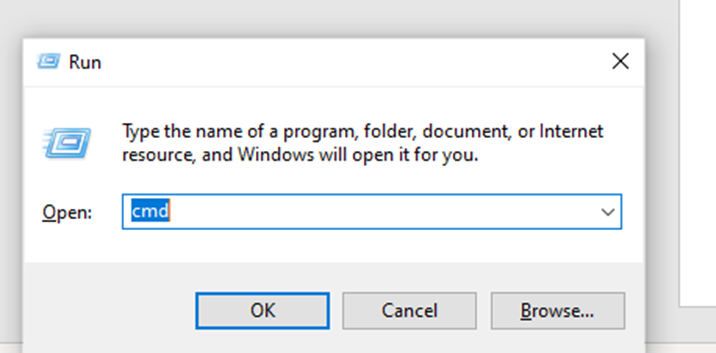 Run
Type the name of a program, folder, document, or Internet
resource, and Windows will open it for you.
Open: cmd
OK Cancel Browse...